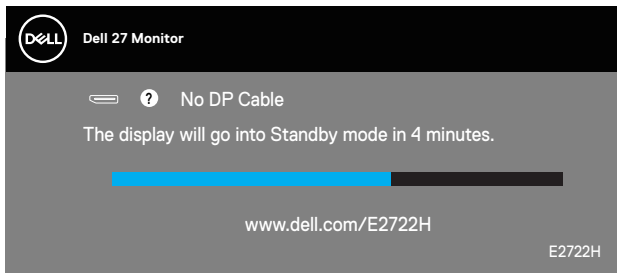 DELL
Dell 27 Monitor
? No DP Cable
The display will go into Standby mode in 4 minutes.
www.dell.com/E2722H
E2722H